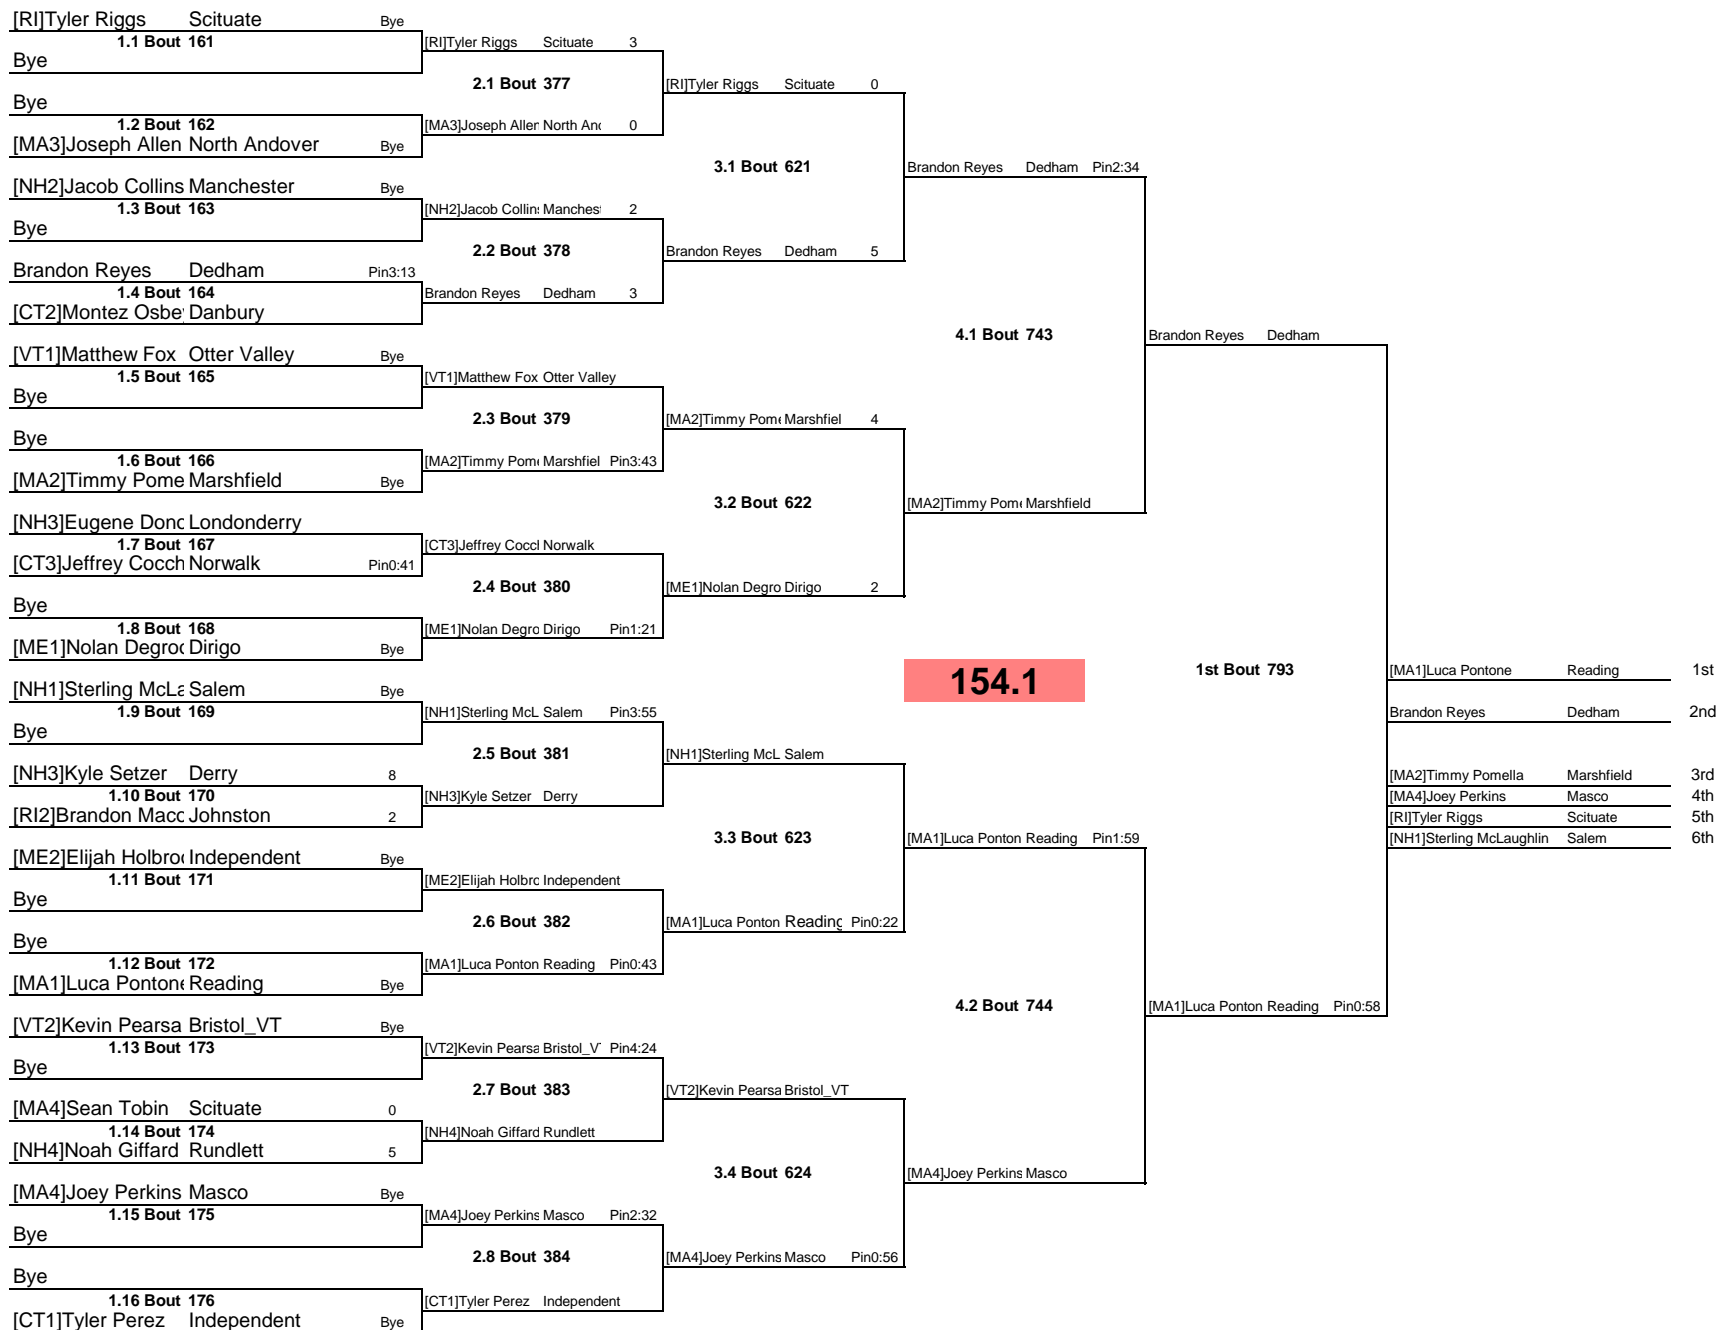 [RI]Tyler Riggs Scituate Bye
1.1 Bout 161
Bye
Bye
1.2 Bout 162
[MA3]Joseph Allen North Andover Bye
[NH2]Jacob Collins Manchester Bye
1.3 Bout 163
Bye
Brandon Reyes Dedham Pin3:13
1.4 Bout 164
[CT2]Montez Osbe Danbury
[VT1]Matthew Fox Otter Valley Bye
1.5 Bout 165
Bye
Bye
1.6 Bout 166
[MA2]Timmy Pome Marshfield Bye
[NH3]Eugene Donc Londonderry
1.7 Bout 167
[CT3]Jeffrey Cocch Norwalk Pin0:41
Bye
1.8 Bout 168
[ME1]Nolan Degroc Dirigo Bye
[NH1]Sterling McLa Salem Bye
1.9 Bout 169
Bye
[NH3]Kyle Setzer Derry 8
1.10 Bout 170
[RI2]Brandon Macc Johnston 2
[ME2]Elijah Holbroc Independent Bye
1.11 Bout 171
Bye
Bye
1.12 Bout 172
[MA1]Luca Pontone Reading Bye
[VT2]Kevin Pearsa Bristol_VT Bye
1.13 Bout 173
Bye
[MA4]Sean Tobin Scituate 0
1.14 Bout 174
[NH4]Noah Giffard Rundlett 5
[MA4]Joey Perkins Masco Bye
1.15 Bout 175
Bye
Bye
1.16 Bout 176
[CT1]Tyler Perez Independent Bye
[RI]Tyler Riggs Scituate 3
2.1 Bout 377
[MA3]Joseph Allen North And 0
[NH2]Jacob Collins Manchest 2
2.2 Bout 378
Brandon Reyes Dedham 3
[VT1]Matthew Fox Otter Valley
2.3 Bout 379
[MA2]Timmy Pome Marshfiel Pin3:43
[CT3]Jeffrey Cocch Norwalk
2.4 Bout 380
[ME1]Nolan Degro Dirigo Pin1:21
[NH1]Sterling McL Salem Pin3:55
2.5 Bout 381
[NH3]Kyle Setzer Derry
[ME2]Elijah Holbrc Independent
2.6 Bout 382
[MA1]Luca Ponton Reading Pin0:43
[VT2]Kevin Pearsa Bristol_V Pin4:24
2.7 Bout 383
[NH4]Noah Giffard Rundlett
[MA4]Joey Perkins Masco Pin2:32
2.8 Bout 384
[CT1]Tyler Perez Independent
[RI]Tyler Riggs Scituate 0
3.1 Bout 621
Brandon Reyes Dedham 5
[MA2]Timmy Pome Marshfiel 4
3.2 Bout 622
[ME1]Nolan Degro Dirigo 2
[NH1]Sterling McL Salem
3.3 Bout 623
[MA1]Luca Ponton Reading Pin0:22
[VT2]Kevin Pearsa Bristol_VT
3.4 Bout 624
[MA4]Joey Perkins Masco Pin0:56
Brandon Reyes Dedham Pin2:34
4.1 Bout 743
[MA2]Timmy Pome Marshfield
154.1
[MA1]Luca Ponton Reading Pin1:59
4.2 Bout 744
[MA4]Joey Perkins Masco
Brandon Reyes Dedham
1st Bout 793
[MA1]Luca Ponton Reading Pin0:58
[MA1]Luca Pontone Reading 1st
Brandon Reyes Dedham 2nd
[MA2]Timmy Pomella Marshfield 3rd
[MA4]Joey Perkins Masco 4th
[RI]Tyler Riggs Scituate 5th
[NH1]Sterling McLaughlin Salem 6th